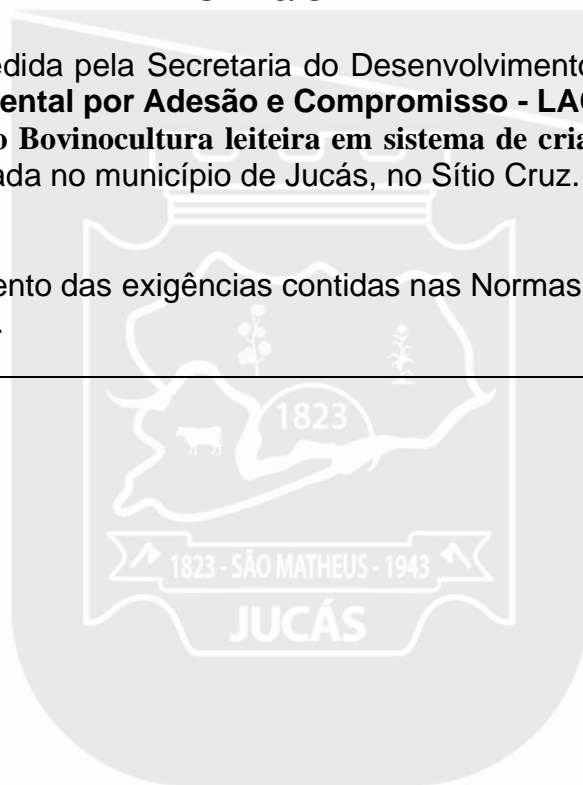 edida pela Secretaria do Desenvolvimento
ental por Adesão e Compromisso - LAC
o Bovinocultura leiteira em sistema de cria
ada no município de Jucás, no Sítio Cruz.
ento das exigências contidas nas Normas
.
1823
1823 - SÃO MATHEUS - 1943
JUCÁS